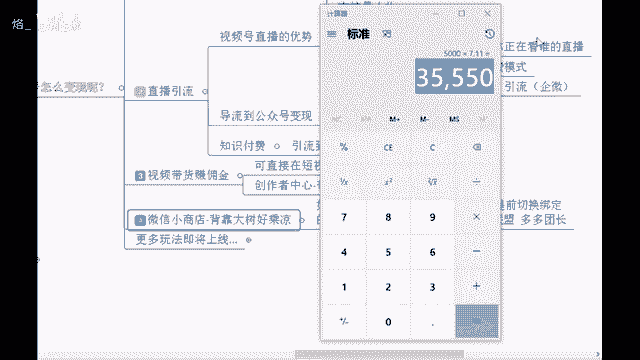 烙_
计算器
标准
5000 × 7.11 =
35,550
MC MR M+ M- MS M˅
% CE C ⌫
¹/x x² ²√x ÷
7 8 9 ×
4 5 6 −
1 2 3 +
+/- 0 .
怎么变现呢?
视频号直播的优势
正在看谁的直播
模式
直播引流
引流(企微)
导流到公众号变现
知识付费
引流到
视频带货赚佣金
可直接在短视
创作者中心-
微信小商店-背靠大树好乘凉
前切换绑定
盟 多多团长
更多玩法即将上线...